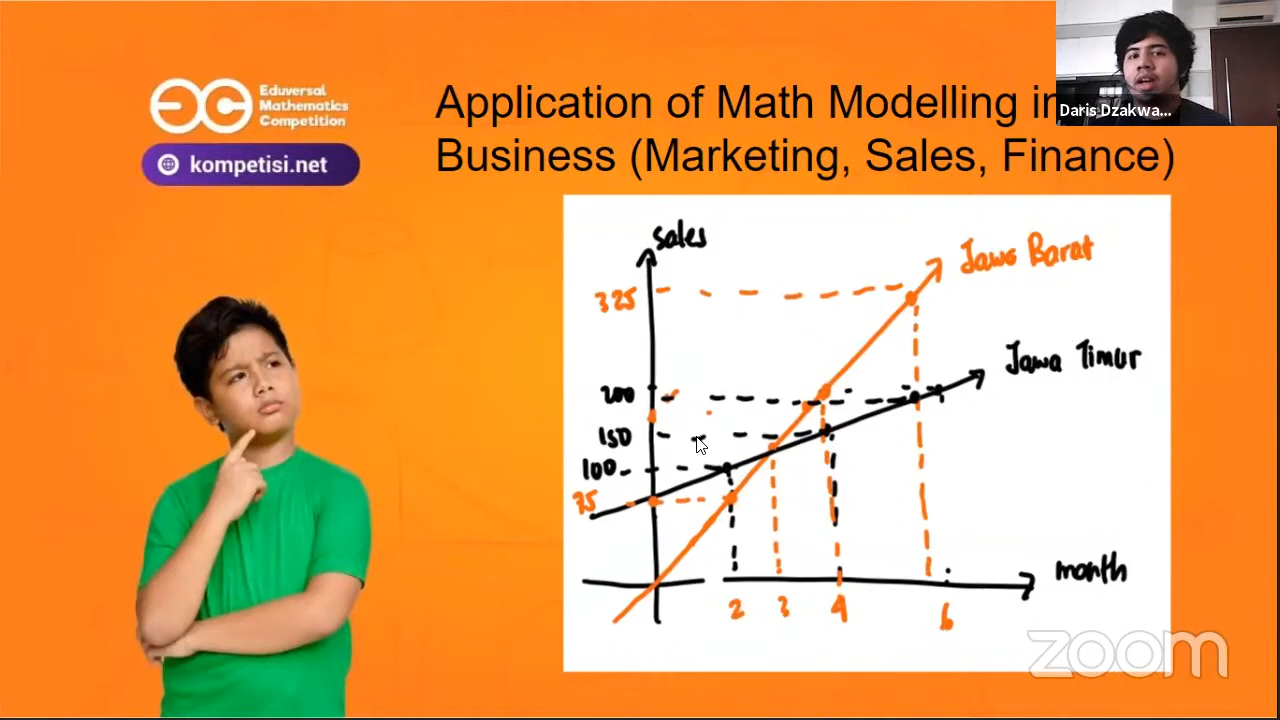 Eduversal
Mathematics
Competition
kompetisi.net
Application of Math Modelling in
Business (Marketing, Sales, Finance)
Daris Dzakwa...
sales
Jawa Barat
325
Jawa Timur
200
150
100
75
month
2 3 4 6
zoom